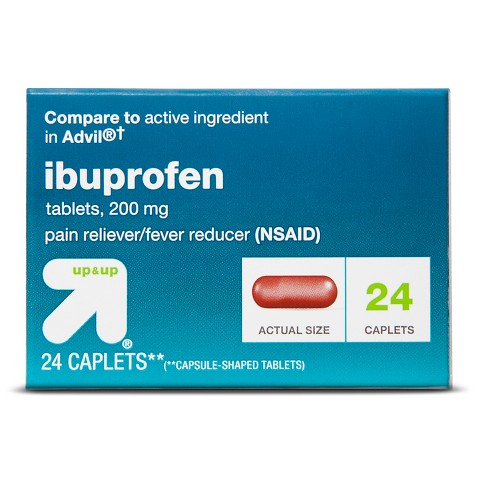 Compare to active ingredient
in Advil®†
ibuprofen
tablets, 200 mg
pain reliever/fever reducer (NSAID)
up&up
®
ACTUAL SIZE
24
CAPLETS
24 CAPLETS** (**CAPSULE-SHAPED TABLETS)